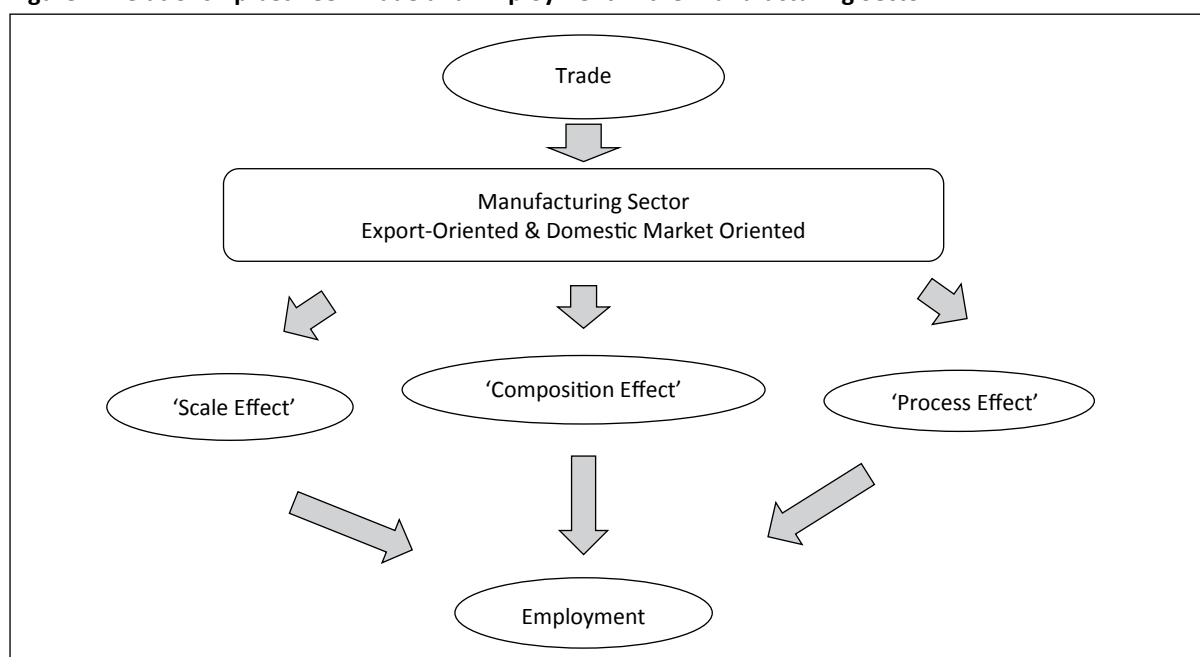 Trade
Manufacturing Sector
Export-Oriented & Domestic Market Oriented
‘Scale Effect’
‘Composition Effect’
‘Process Effect’
Employment